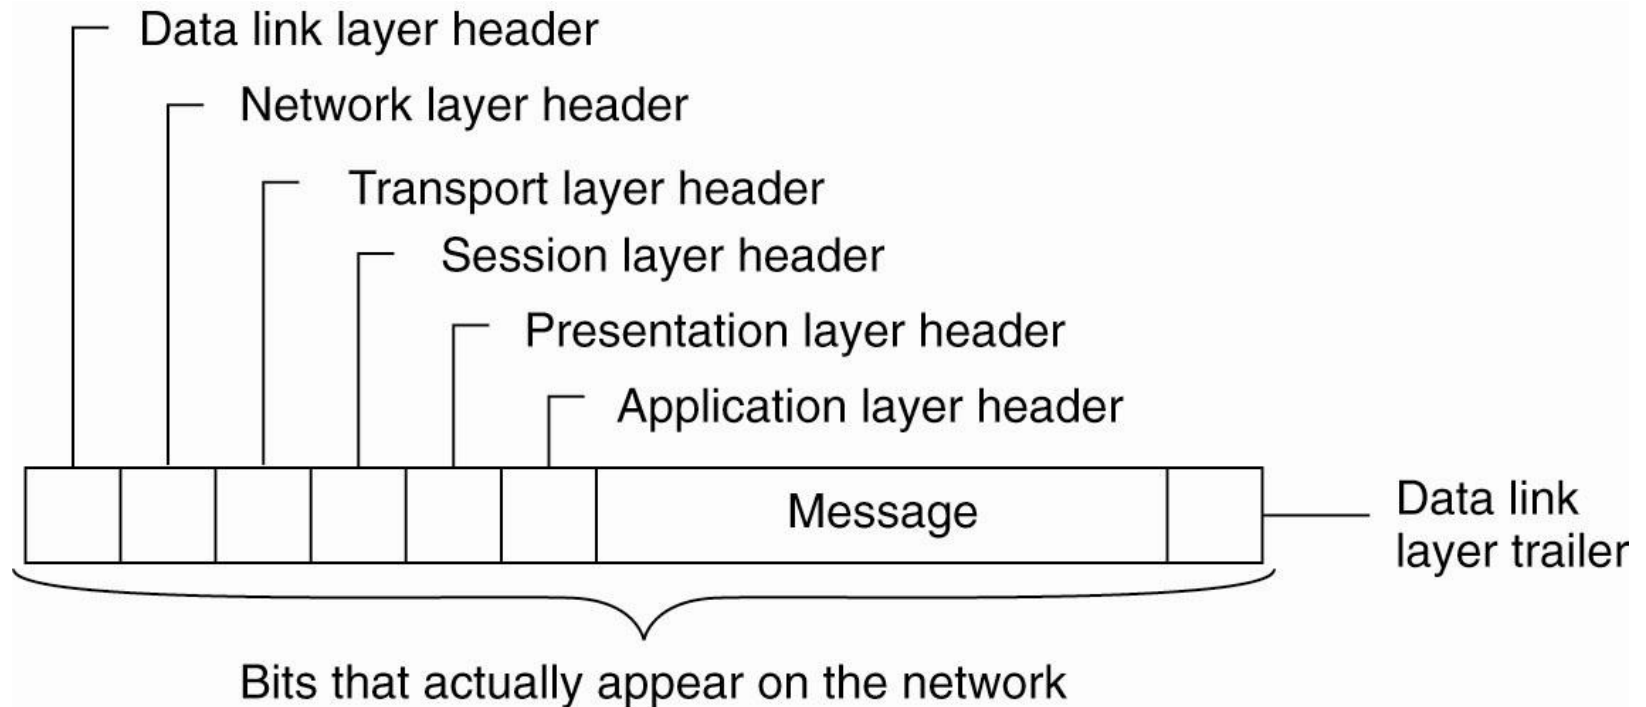 Data link layer header
Network layer header
Transport layer header
Session layer header
Presentation layer header
Application layer header
Message
Data link
layer trailer
Bits that actually appear on the network